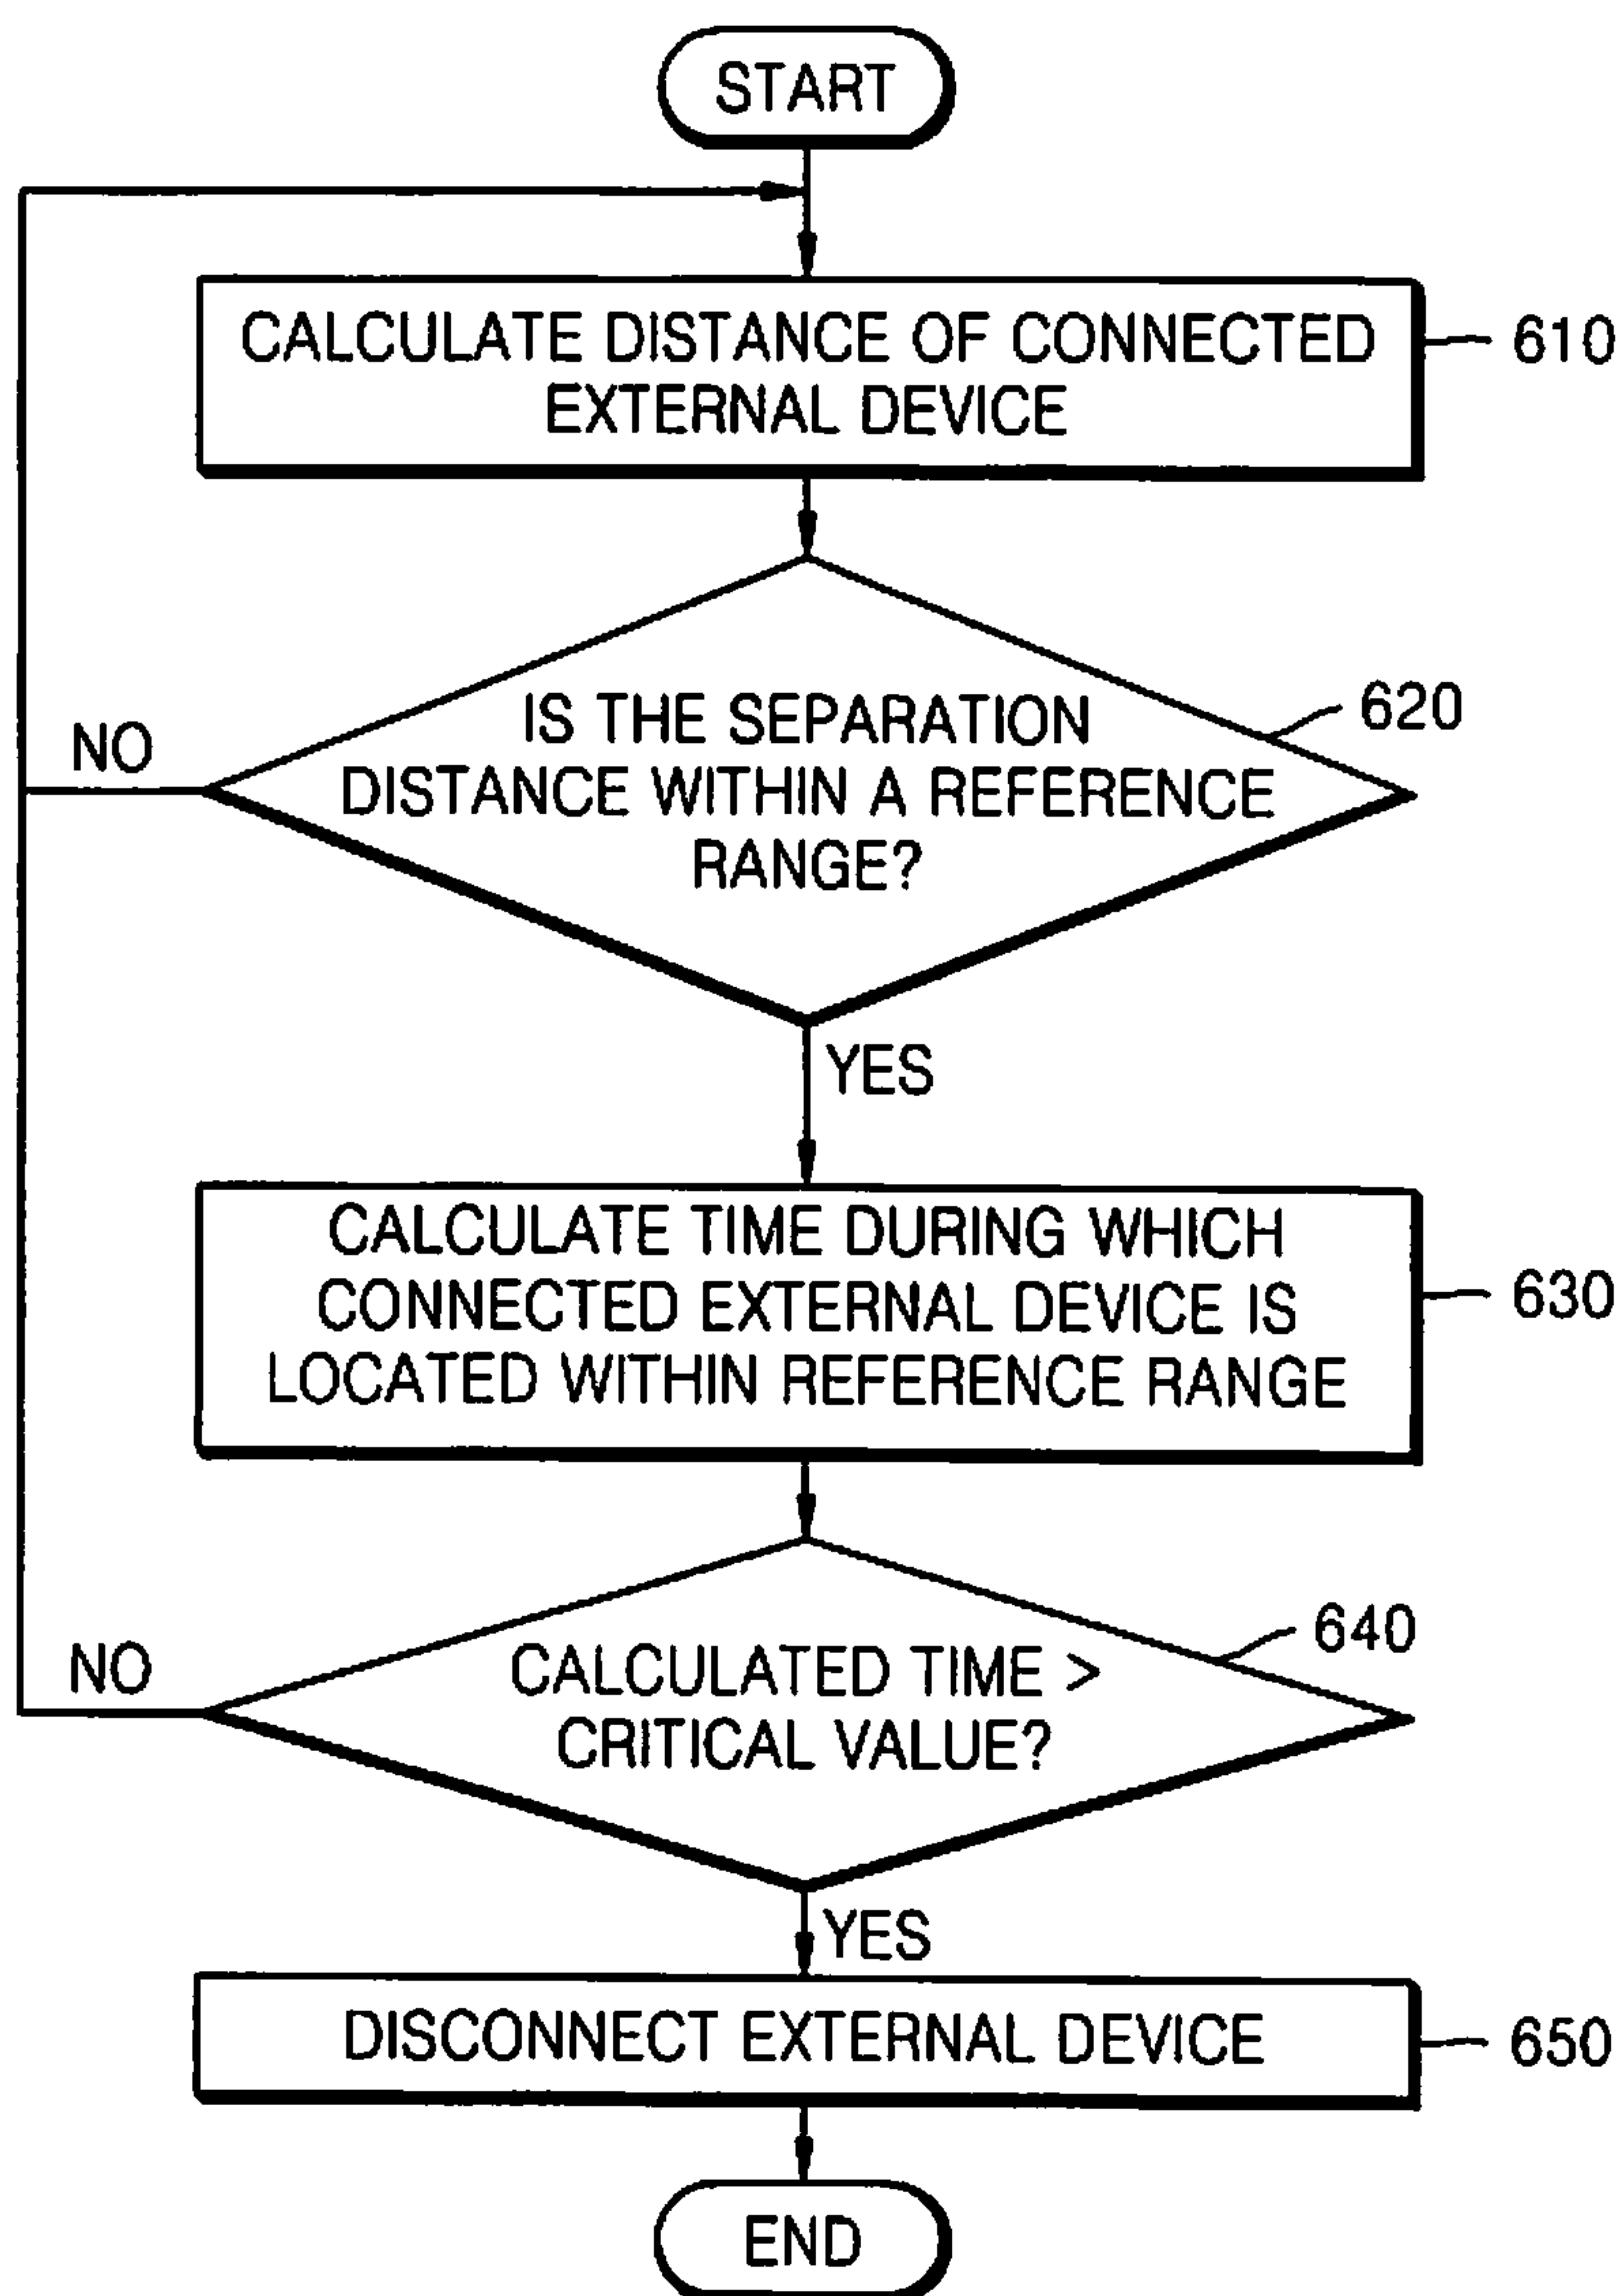 START
CALCULATE DISTANCE OF CONNECTED
EXTERNAL DEVICE
610
IS THE SEPARATION
DISTANCE WITHIN A REFERENCE
RANGE?
620
NO
YES
CALCULATE TIME DURING WHICH
CONNECTED EXTERNAL DEVICE IS
LOCATED WITHIN REFERENCE RANGE
630
CALCULATED TIME >
CRITICAL VALUE?
640
NO
YES
DISCONNECT EXTERNAL DEVICE
650
END